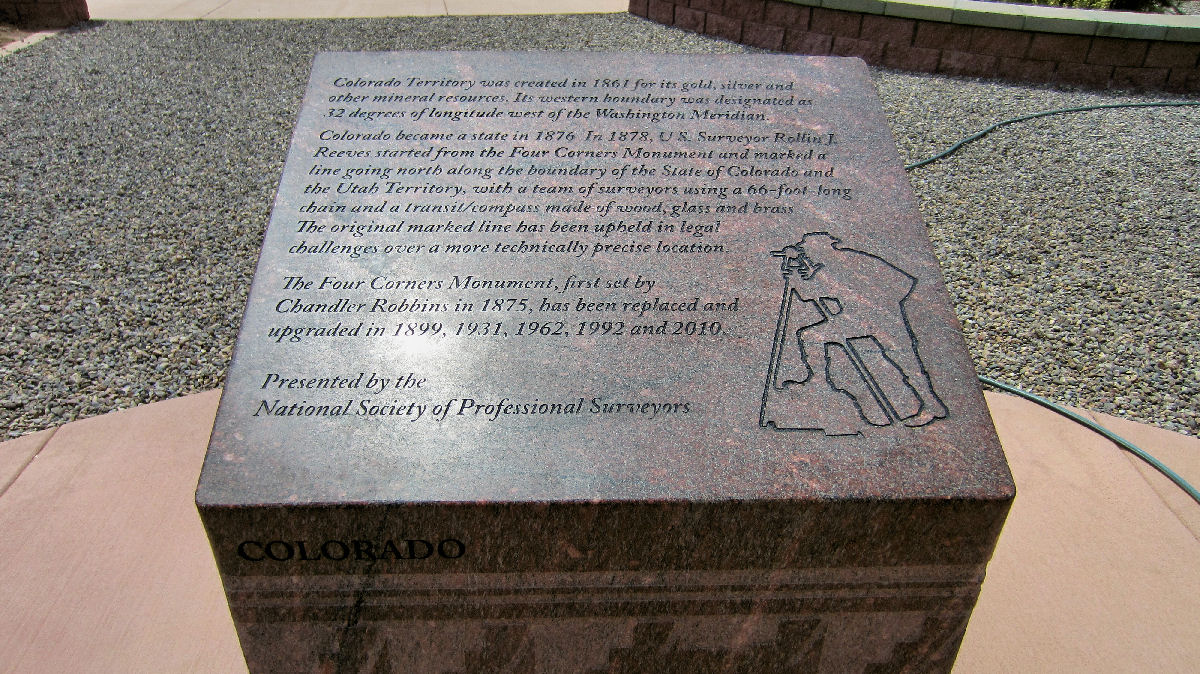 Colorado Territory was created in 1861 for its gold, silver and
other mineral resources. Its western boundary was designated as
32 degrees of longitude west of the Washington Meridian.
Colorado became a state in 1876. In 1878, U.S. Surveyor Rollin J.
Reeves started from the Four Corners Monument and marked a
line going north along the boundary of the State of Colorado and
the Utah Territory, with a team of surveyors using a 66-foot-long
chain and a transit/compass made of wood, glass and brass.
The original marked line has been upheld in legal
challenges over a more technically precise location.
The Four Corners Monument, first set by
Chandler Robbins in 1875, has been replaced and
upgraded in 1899, 1931, 1962, 1992 and 2010.
Presented by the
National Society of Professional Surveyors
COLORADO